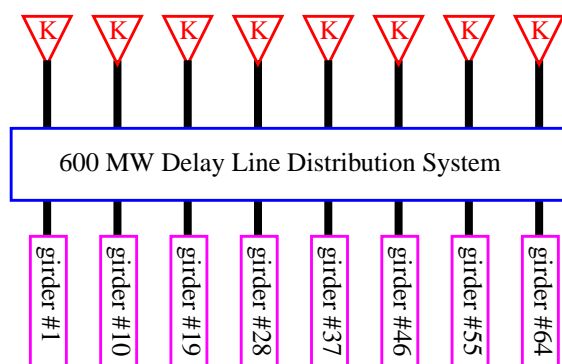 K K K K K K K K
600 MW Delay Line Distribution System
girder #1
girder #10
girder #19
girder #28
girder #37
girder #46
girder #55
girder #64